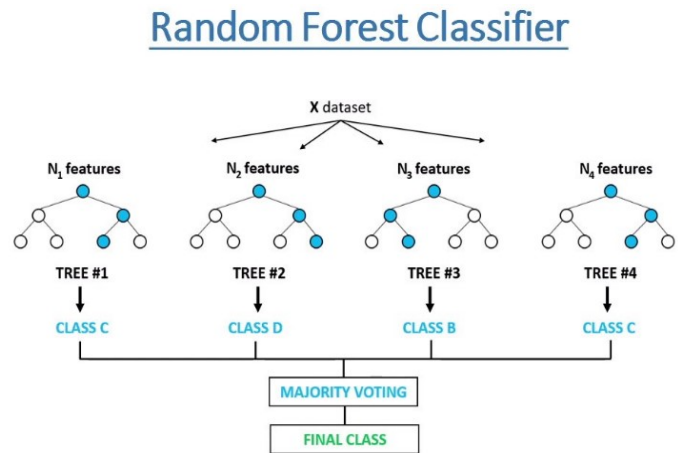 Random Forest Classifier
X dataset
N₁ features N₂ features N₃ features N₄ features
TREE #1 TREE #2 TREE #3 TREE #4
CLASS C CLASS D CLASS B CLASS C
MAJORITY VOTING
FINAL CLASS